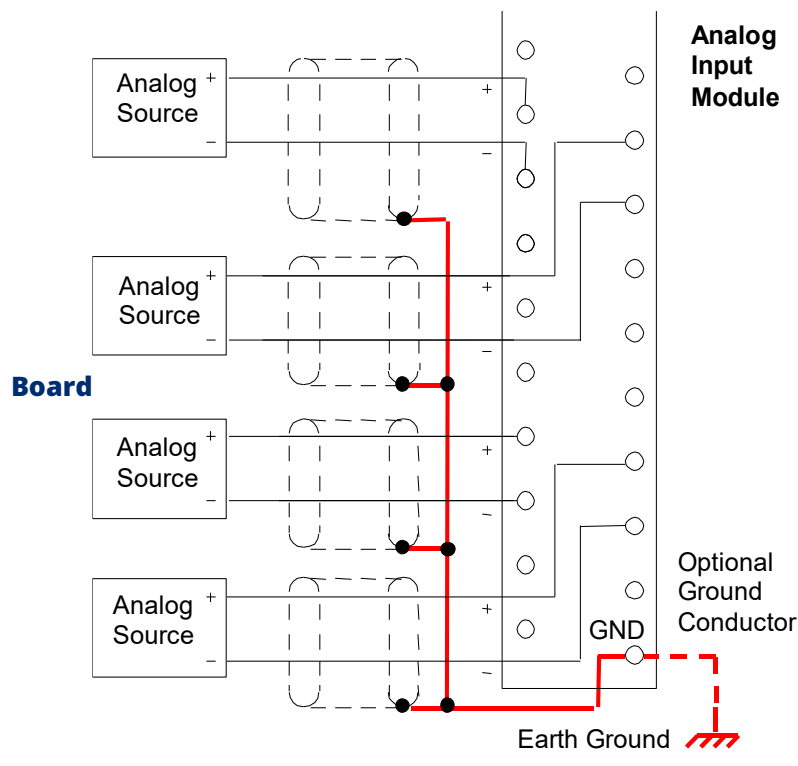 Analog
Input
Module
+
Analog
Source
–
+
–
+
Analog
Source
–
+
–
Board
+
Analog
Source
–
+
–
+
Analog
Source
–
+
–
Optional
Ground
Conductor
GND
Earth Ground